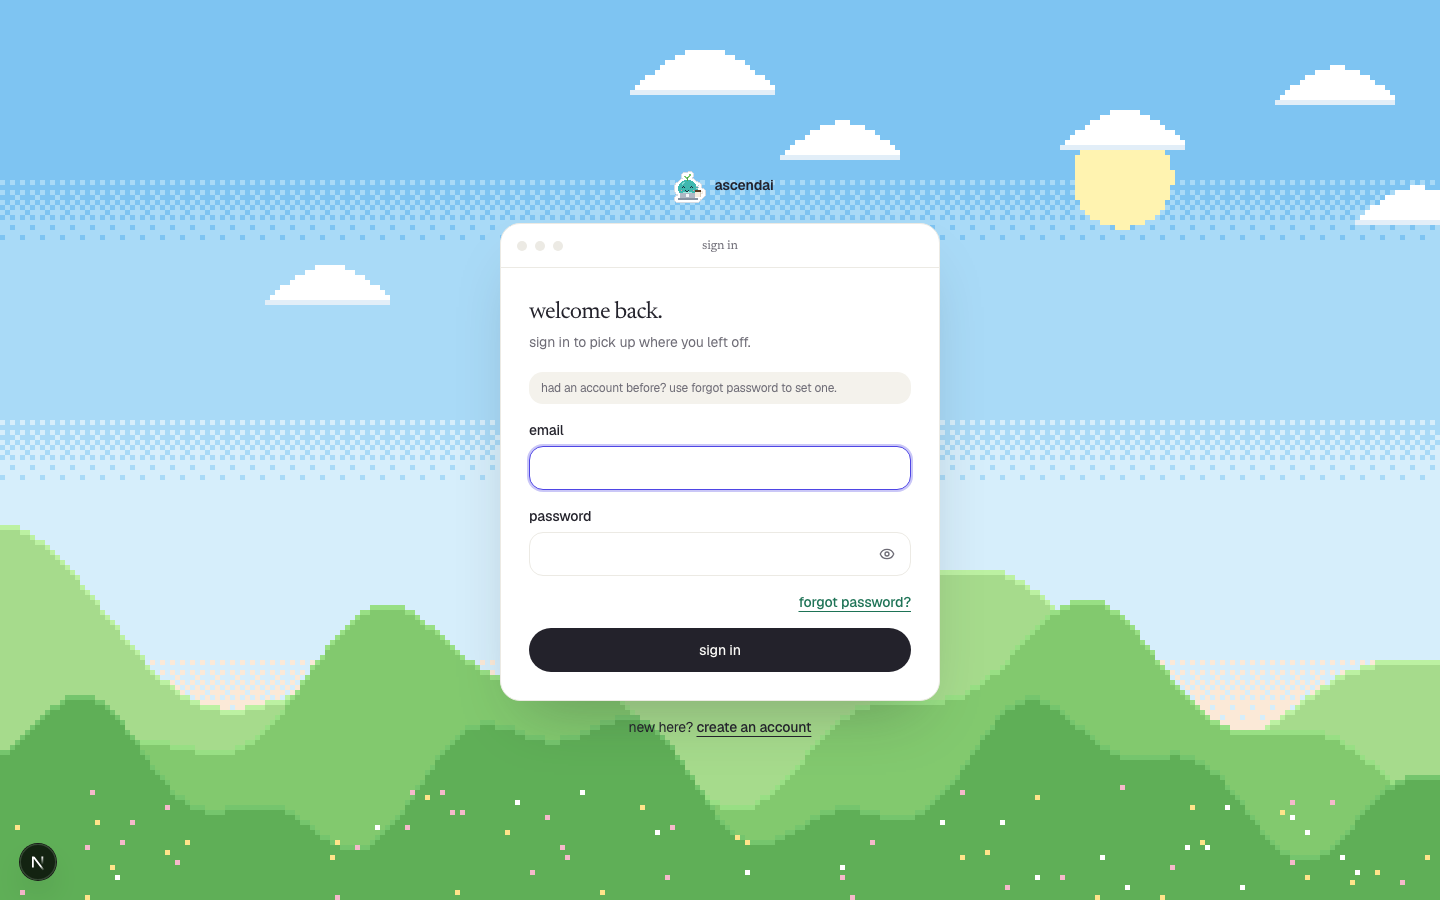 ascendai
sign in
welcome back.
sign in to pick up where you left off.
had an account before? use forgot password to set one.
email
password
forgot password?
sign in
new here? create an account
N